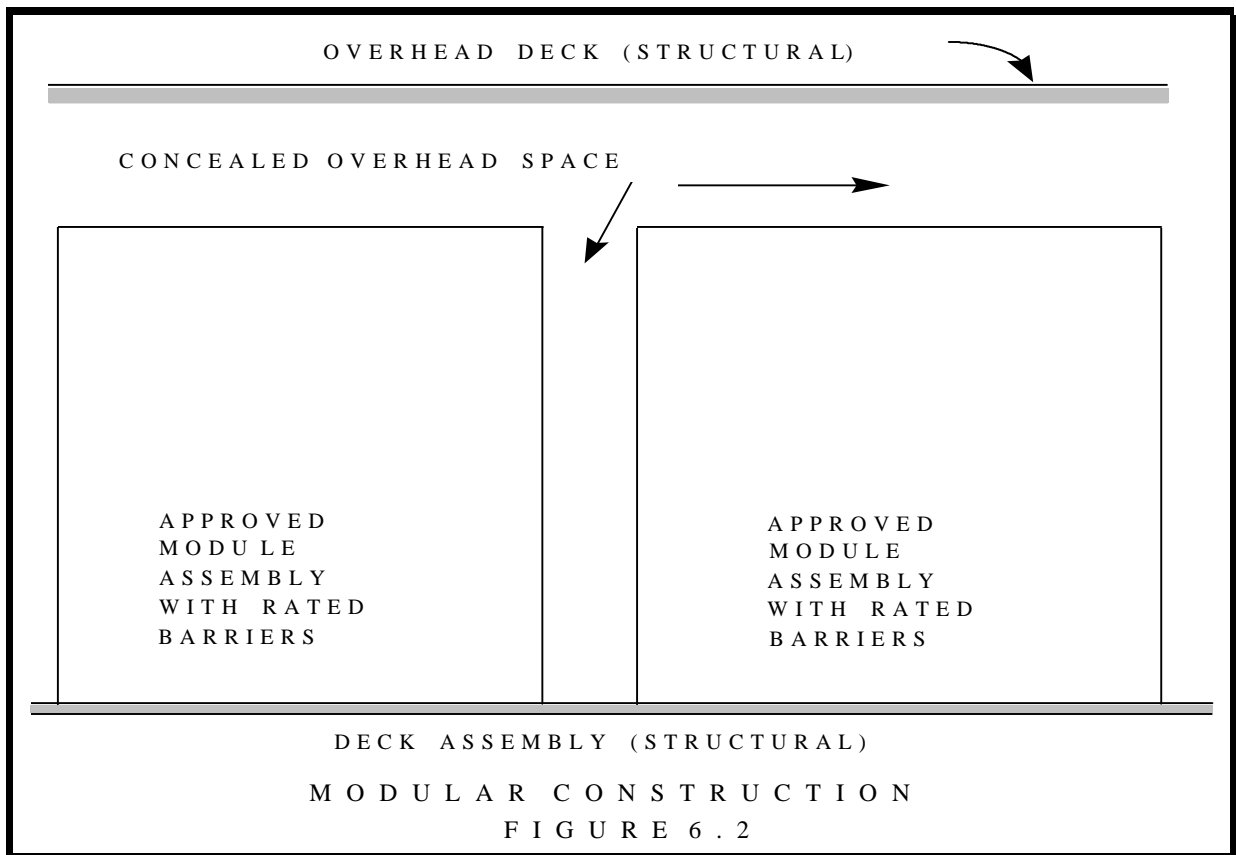 OVERHEAD DECK (STRUCTURAL)
CONCEALED OVERHEAD SPACE
APPROVED
MODULE
ASSEMBLY
WITH RATED
BARRIERS
APPROVED
MODULE
ASSEMBLY
WITH RATED
BARRIERS
DECK ASSEMBLY (STRUCTURAL)
MODULAR CONSTRUCTION
FIGURE 6.2